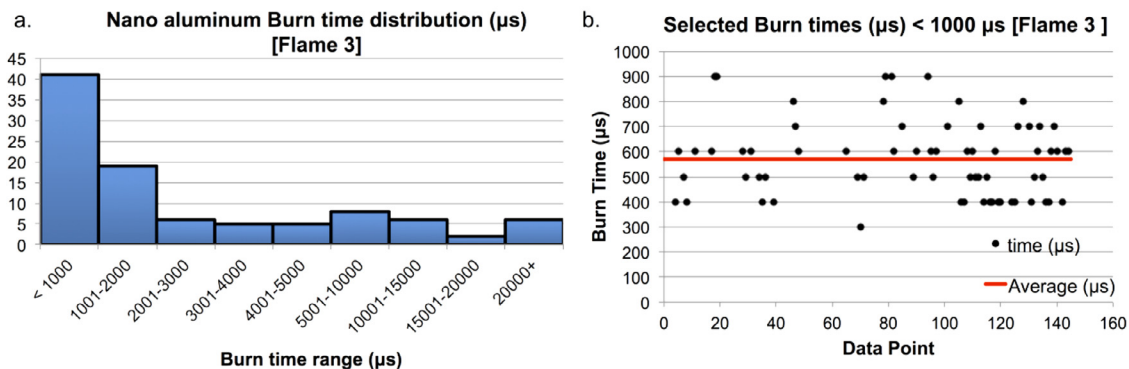 a.
Nano aluminum Burn time distribution (µs)
[Flame 3]
45
40
35
30
25
20
15
10
5
0
< 1000
1001-2000
2001-3000
3001-4000
4001-5000
5001-10000
10001-15000
15001-20000
20000+
Burn time range (µs)
b.
Selected Burn times (µs) < 1000 µs [Flame 3 ]
Burn Time (µs)
1000
900
800
700
600
500
400
300
200
100
0
time (µs)
Average (µs)
0 20 40 60 80 100 120 140 160
Data Point